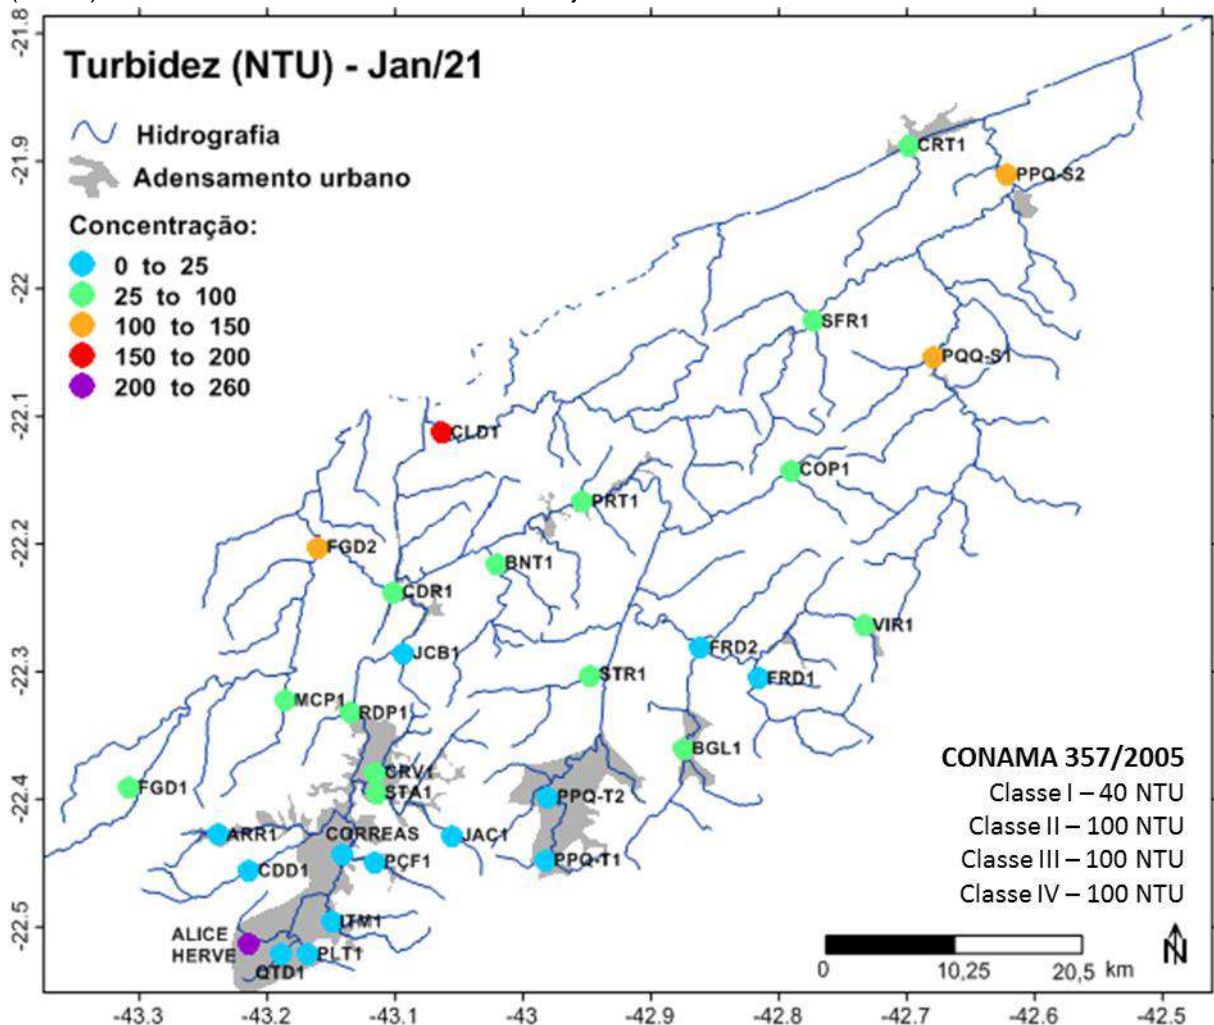 Turbidez (NTU) - Jan/21
Hidrografia
Adensamento urbano
Concentração:
0 to 25
25 to 100
100 to 150
150 to 200
200 to 260
-21.8
-21.9
-22
-22.1
-22.2
-22.3
-22.4
-22.5
CRT1
PPQ-S2
SFR1
PQQ-S1
CLD1
COP1
PRT1
FGD2
BNT1
CDR1
VIR1
JCB1
FRD2
STR1
FRD1
MCP1
RDP1
BGL1
CRV1
FGD1
STA1
PPQ-T2
ARR1
CORREAS
JAC1
CDD1
PÇF1
PPQ-T1
ITM1
ALICE
HERVE
PLT1
QTD1
CONAMA 357/2005
Classe I – 40 NTU
Classe II – 100 NTU
Classe III – 100 NTU
Classe IV – 100 NTU
N
0 10,25 20,5 km
-43.3 -43.2 -43.1 -43 -42.9 -42.8 -42.7 -42.6 -42.5